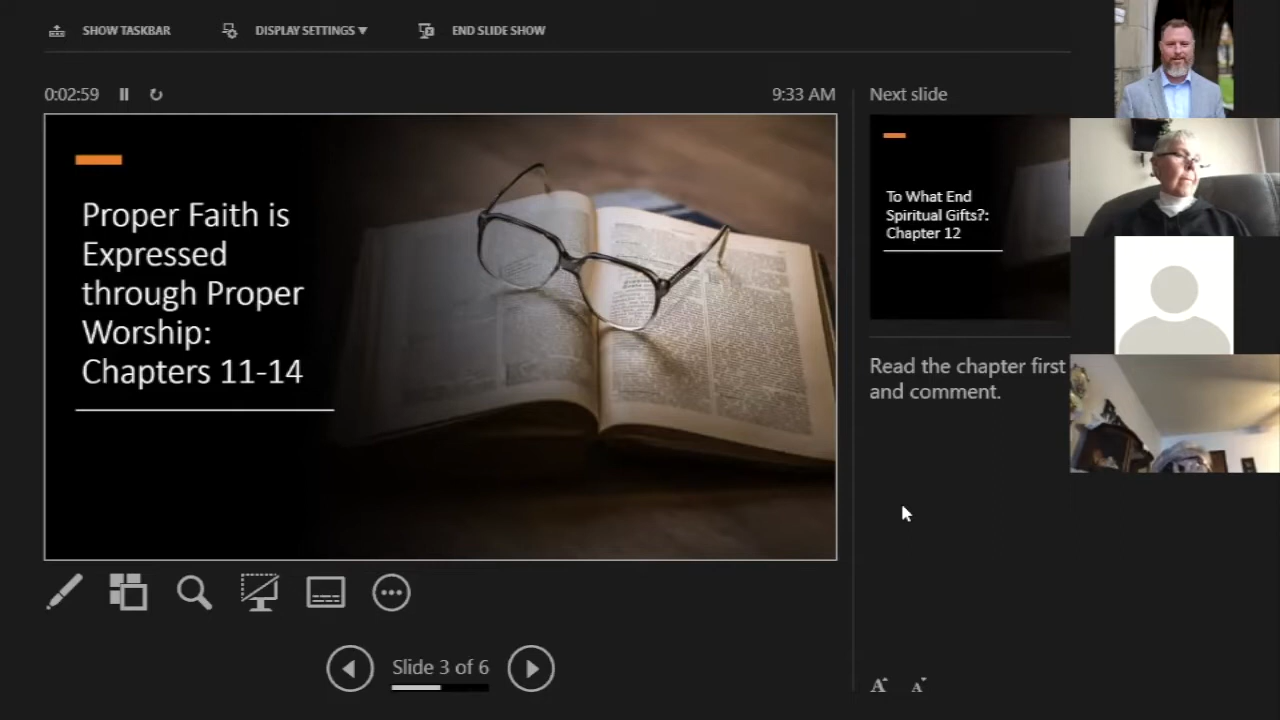 SHOW TASKBAR
DISPLAY SETTINGS ▼
END SLIDE SHOW
0:02:59
9:33 AM
Next slide
Proper Faith is
Expressed
through Proper
Worship:
Chapters 11-14
To What End
Spiritual Gifts?:
Chapter 12
Read the chapter first
and comment.
Slide 3 of 6
A
A